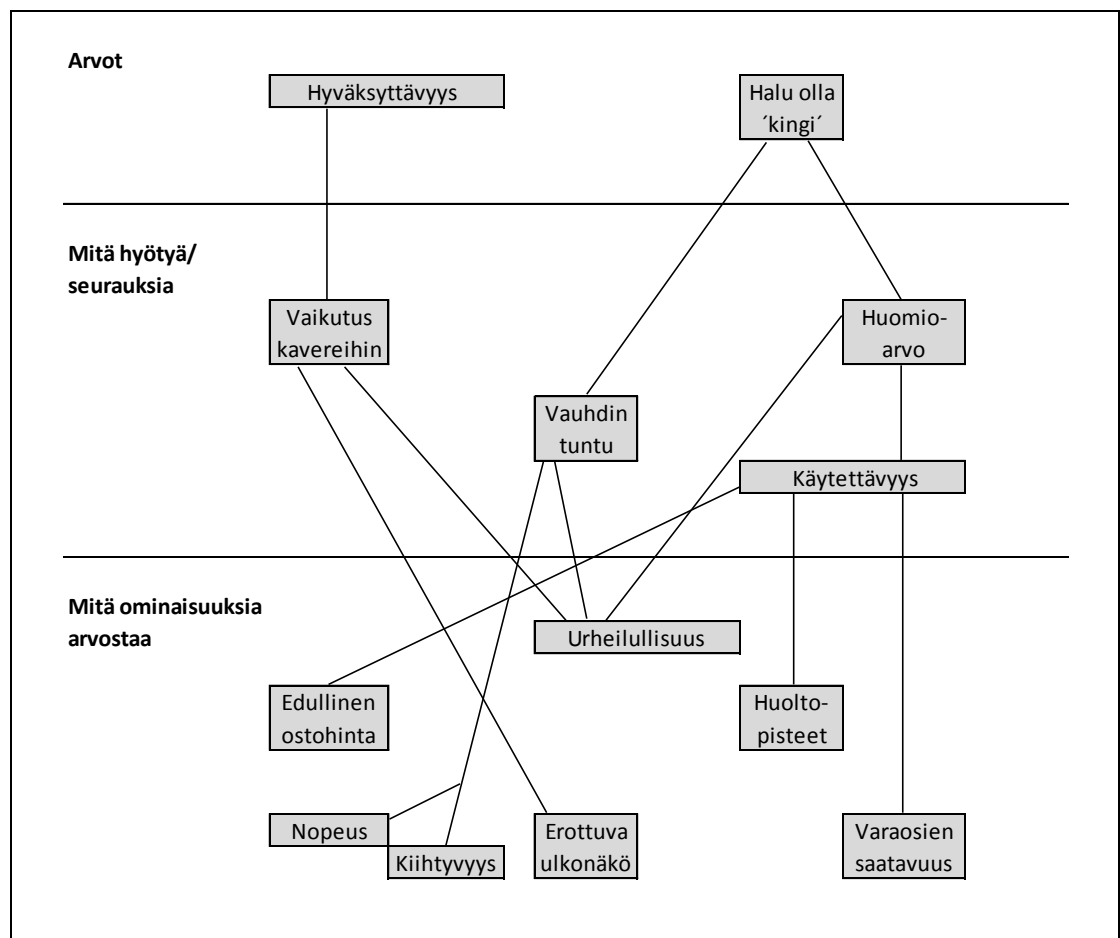 Arvot
Hyväksyttävyys
Halu olla
´kingi´
Mitä hyötyä/
seurauksia
Vaikutus
kavereihin
Huomio-
arvo
Vauhdin
tuntu
Käytettävyys
Mitä ominaisuuksia
arvostaa
Urheilullisuus
Edullinen
ostohinta
Huolto-
pisteet
Nopeus
Kiihtyvyys
Erottuva
ulkonäkö
Varaosien
saatavuus